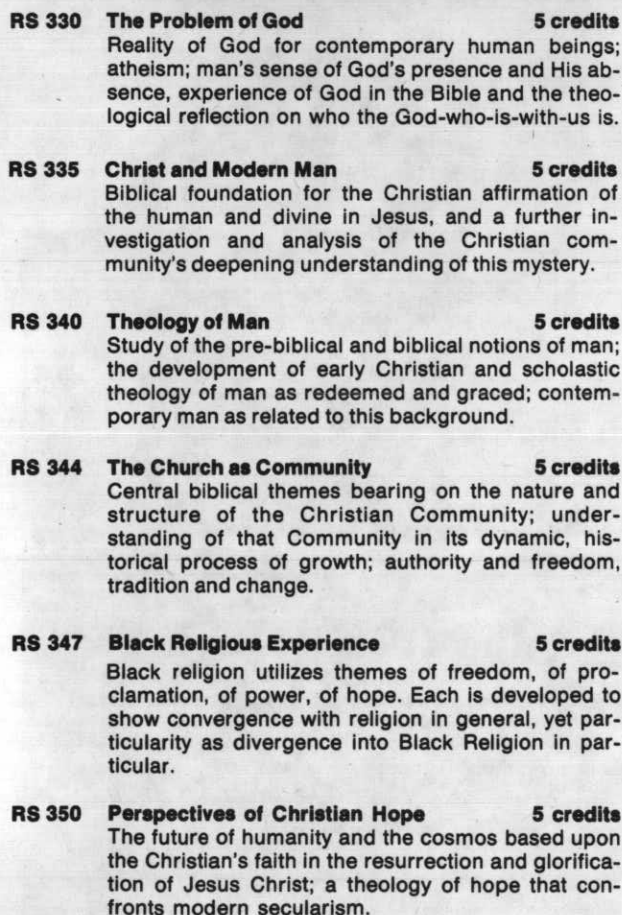 RS 330 The Problem of God 5 credits
Reality of God for contemporary human beings;
atheism; man's sense of God's presence and His ab-
sence, experience of God in the Bible and the theo-
logical reflection on who the God-who-is-with-us is.
RS 335 Christ and Modern Man 5 credits
Biblical foundation for the Christian affirmation of
the human and divine in Jesus, and a further in-
vestigation and analysis of the Christian com-
munity's deepening understanding of this mystery.
RS 340 Theology of Man 5 credits
Study of the pre-biblical and biblical notions of man;
the development of early Christian and scholastic
theology of man as redeemed and graced; contem-
porary man as related to this background.
RS 344 The Church as Community 5 credits
Central biblical themes bearing on the nature and
structure of the Christian Community; under-
standing of that Community in its dynamic, his-
torical process of growth; authority and freedom,
tradition and change.
RS 347 Black Religious Experience 5 credits
Black religion utilizes themes of freedom, of pro-
clamation, of power, of hope. Each is developed to
show convergence with religion in general, yet par-
ticularity as divergence into Black Religion in par-
ticular.
RS 350 Perspectives of Christian Hope 5 credits
The future of humanity and the cosmos based upon
the Christian's faith in the resurrection and glorifica-
tion of Jesus Christ; a theology of hope that con-
fronts modern secularism.